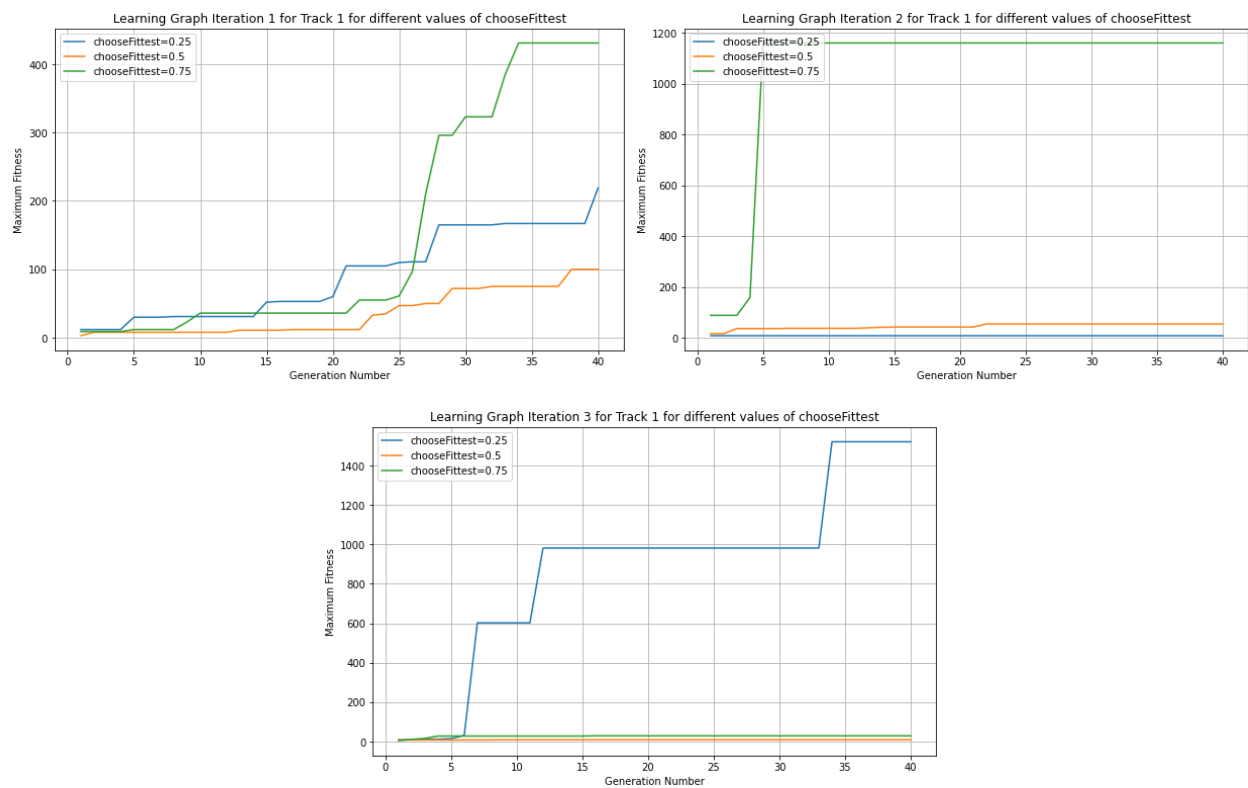 Learning Graph Iteration 1 for Track 1 for different values of chooseFittest
chooseFittest=0.25
chooseFittest=0.5
chooseFittest=0.75
400
300
200
100
0
Maximum Fitness
0 5 10 15 20 25 30 35 40
Generation Number
Learning Graph Iteration 2 for Track 1 for different values of chooseFittest
chooseFittest=0.25
chooseFittest=0.5
chooseFittest=0.75
1200
1000
800
600
400
200
0
Maximum Fitness
0 5 10 15 20 25 30 35 40
Generation Number
Learning Graph Iteration 3 for Track 1 for different values of chooseFittest
chooseFittest=0.25
chooseFittest=0.5
chooseFittest=0.75
1400
1200
1000
800
600
400
200
0
Maximum Fitness
0 5 10 15 20 25 30 35 40
Generation Number